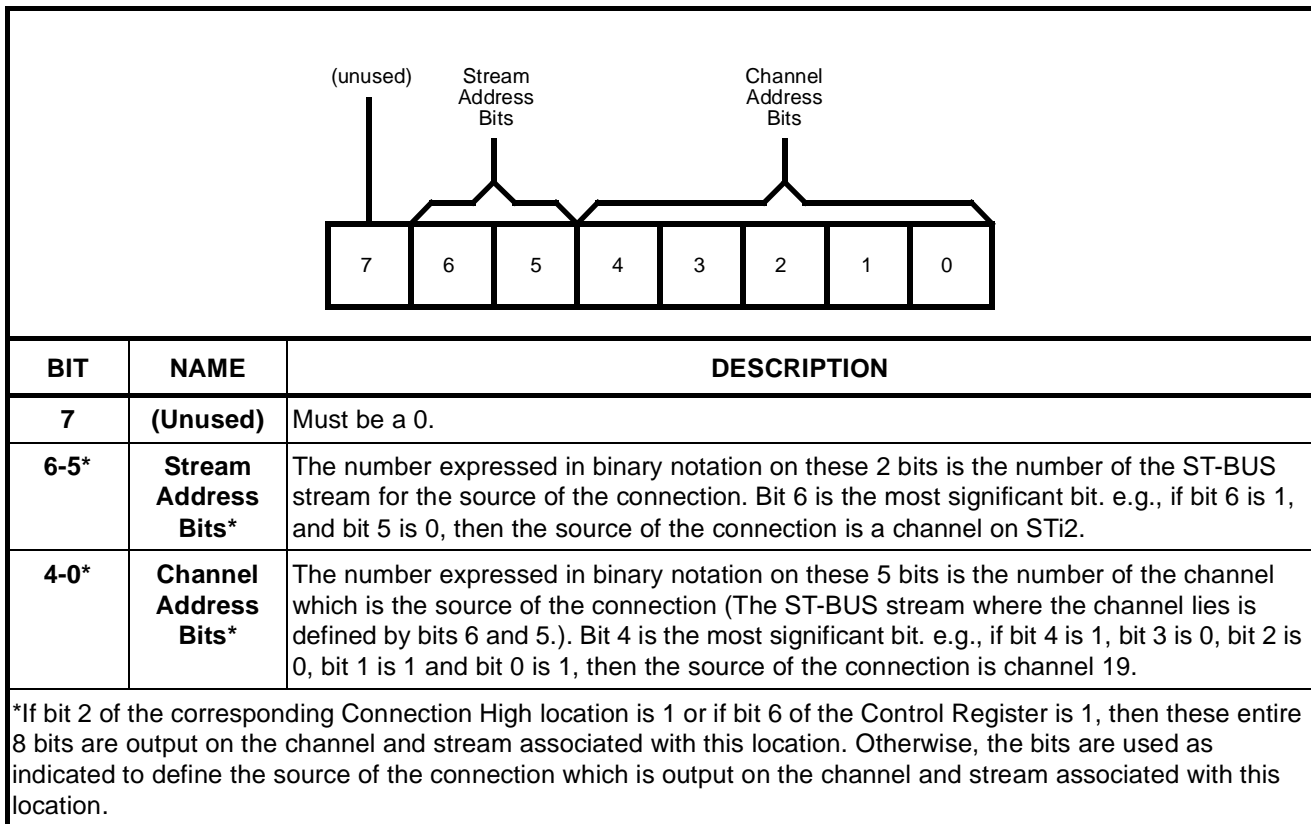 (unused)
Stream
Address
Bits
Channel
Address
Bits
7 6 5 4 3 2 1 0
BIT NAME DESCRIPTION
7 (Unused) Must be a 0.
6-5* Stream Address Bits* The number expressed in binary notation on these 2 bits is the number of the ST-BUS
stream for the source of the connection. Bit 6 is the most significant bit. e.g., if bit 6 is 1,
and bit 5 is 0, then the source of the connection is a channel on STi2.
4-0* Channel Address Bits* The number expressed in binary notation on these 5 bits is the number of the channel
which is the source of the connection (The ST-BUS stream where the channel lies is
defined by bits 6 and 5.). Bit 4 is the most significant bit. e.g., if bit 4 is 1, bit 3 is 0, bit 2 is
0, bit 1 is 1 and bit 0 is 1, then the source of the connection is channel 19.
*If bit 2 of the corresponding Connection High location is 1 or if bit 6 of the Control Register is 1, then these entire
8 bits are output on the channel and stream associated with this location. Otherwise, the bits are used as
indicated to define the source of the connection which is output on the channel and stream associated with this
location.